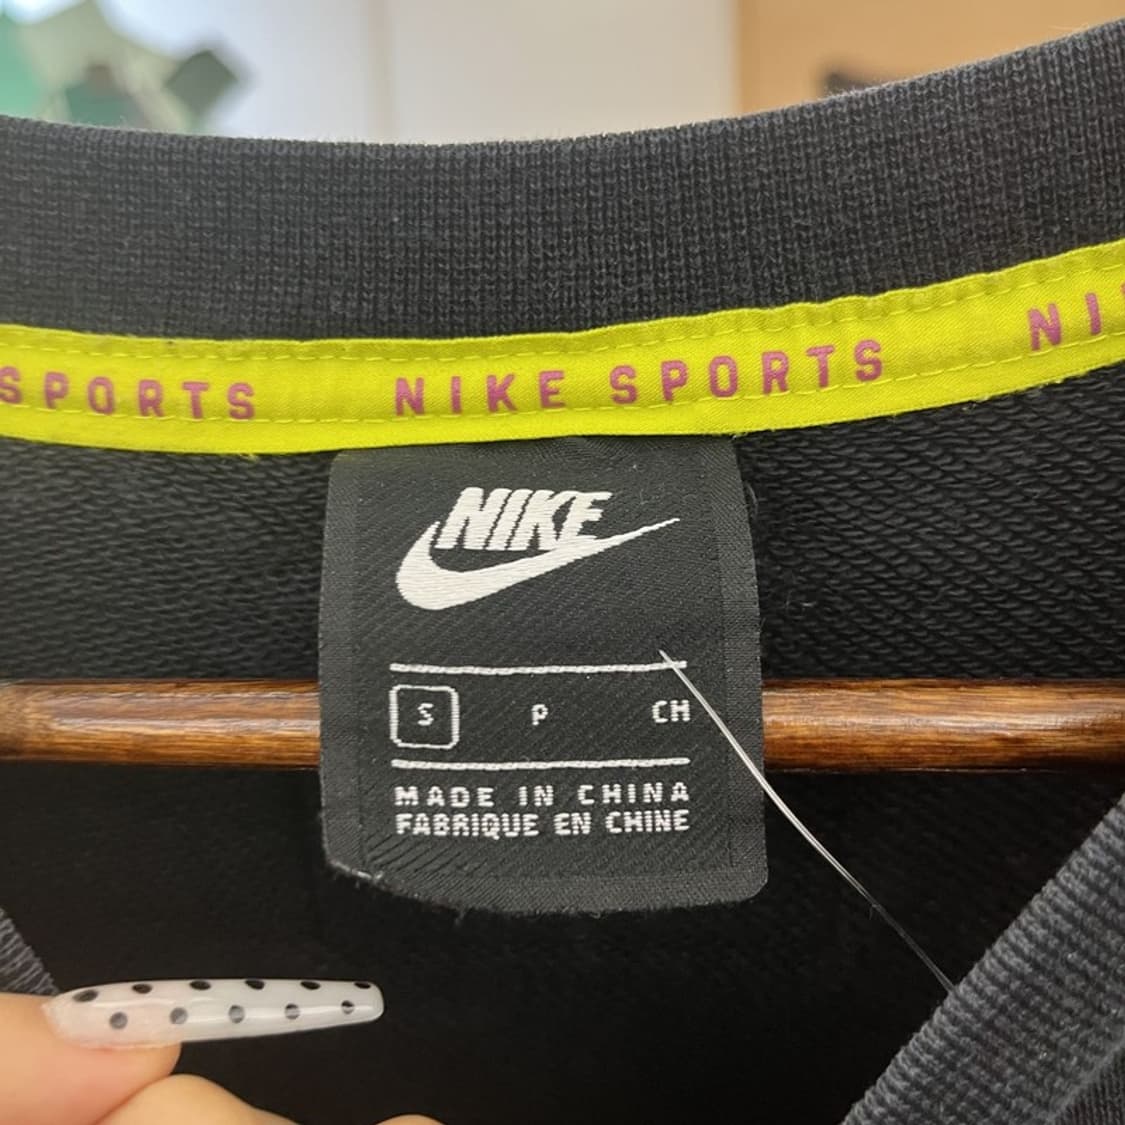 SPORTS NIKE SPORTS NI
NIKE
S P CH
MADE IN CHINA
FABRIQUE EN CHINE